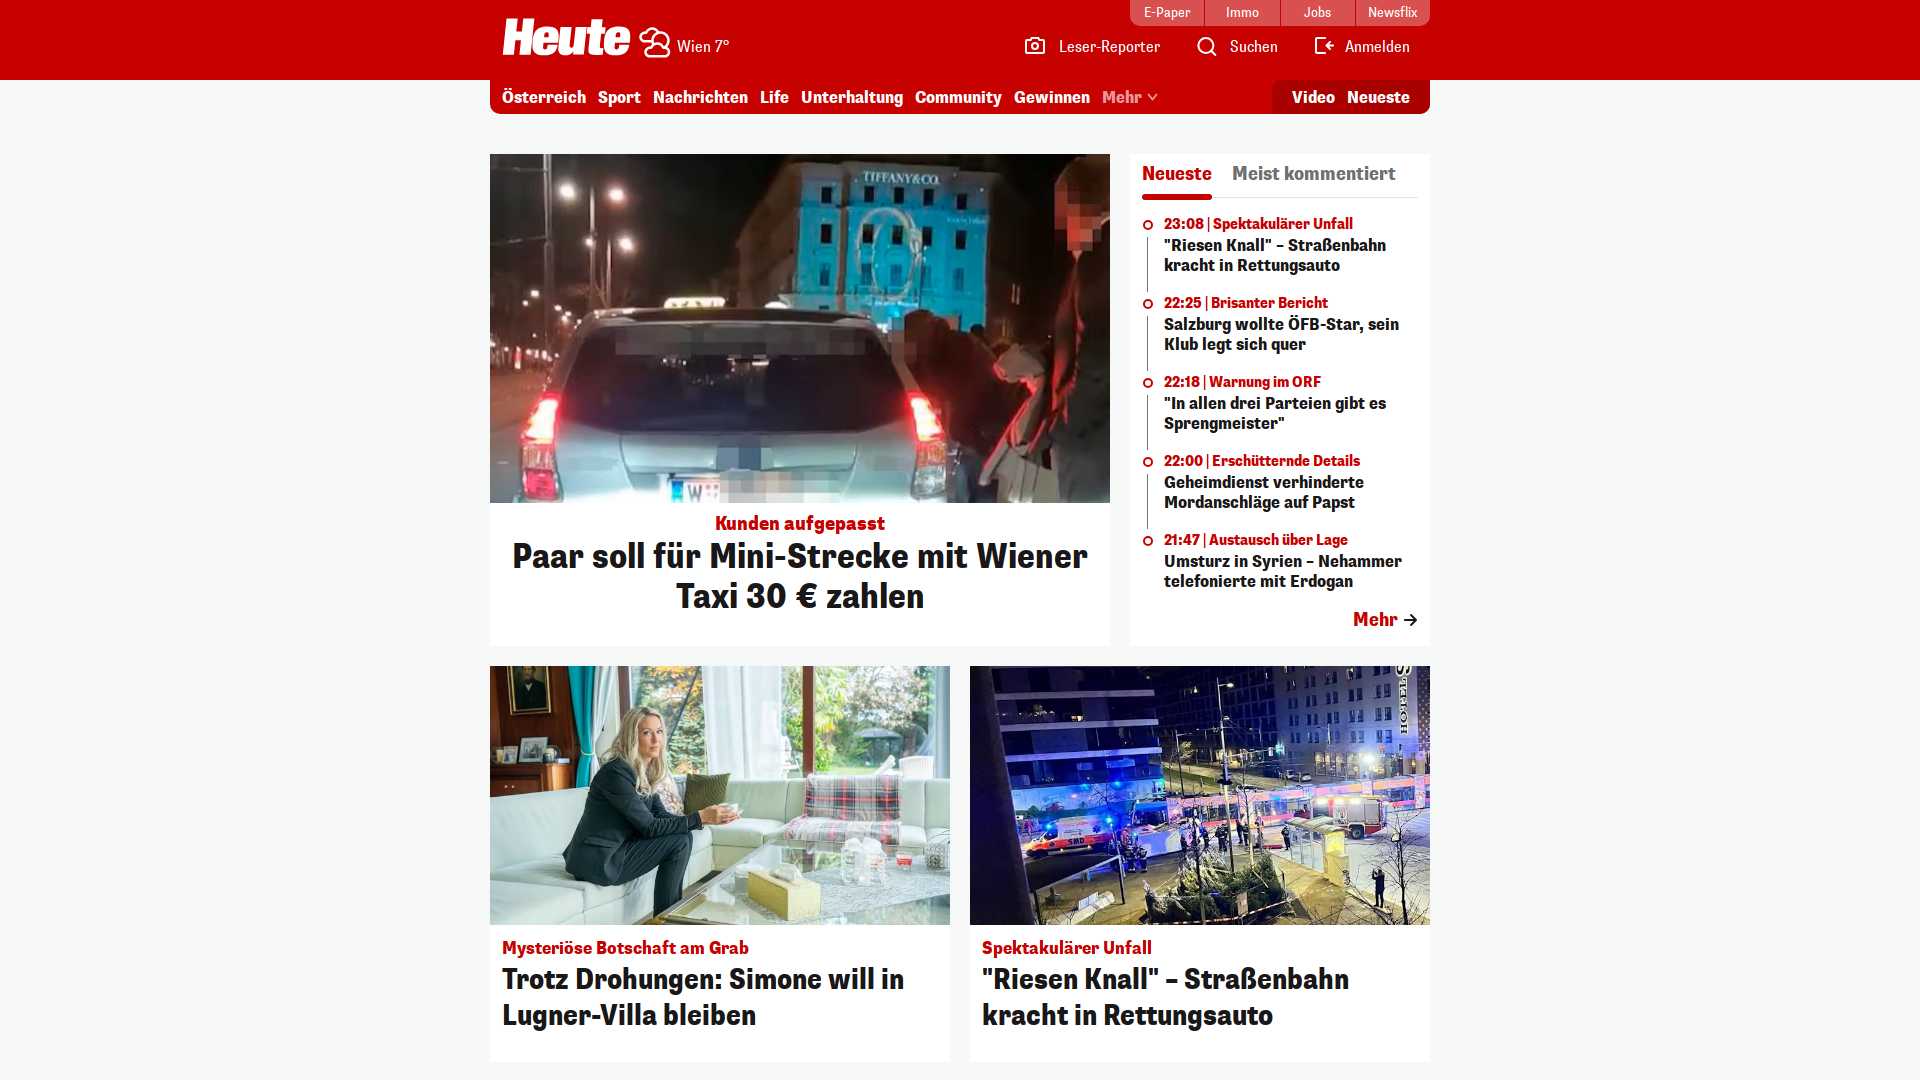 E-Paper
Immo
Jobs
Newsflix
Heute
Wien 7°
Leser-Reporter
Suchen
Anmelden
Österreich
Sport
Nachrichten
Life
Unterhaltung
Community
Gewinnen
Mehr
Video
Neueste
TIFFANY&CO.
W
Kunden aufgepasst
Paar soll für Mini-Strecke mit Wiener
Taxi 30 € zahlen
Neueste
Meist kommentiert
23:08 | Spektakulärer Unfall
"Riesen Knall" – Straßenbahn
kracht in Rettungsauto
22:25 | Brisanter Bericht
Salzburg wollte ÖFB-Star, sein
Klub legt sich quer
22:18 | Warnung im ORF
"In allen drei Parteien gibt es
Sprengmeister"
22:00 | Erschütternde Details
Geheimdienst verhinderte
Mordanschläge auf Papst
21:47 | Austausch über Lage
Umsturz in Syrien – Nehammer
telefonierte mit Erdogan
Mehr
Mysteriöse Botschaft am Grab
Trotz Drohungen: Simone will in
Lugner-Villa bleiben
HOTEL
SMD
Spektakulärer Unfall
"Riesen Knall" – Straßenbahn
kracht in Rettungsauto